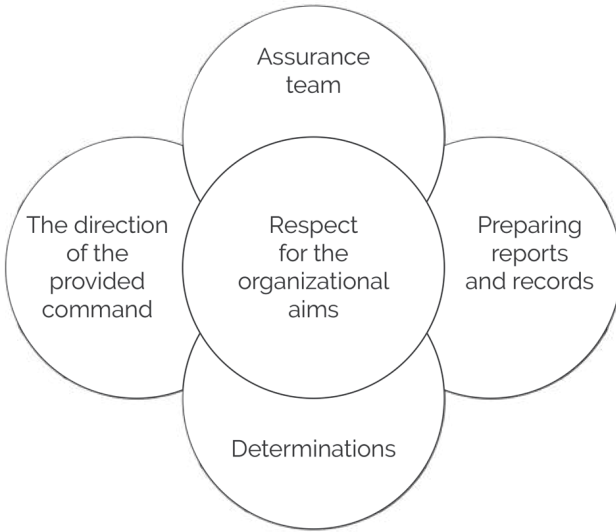 Assurance
team
The direction
of the
provided
command
Respect
for the
organizational
aims
Preparing
reports
and records
Determinations